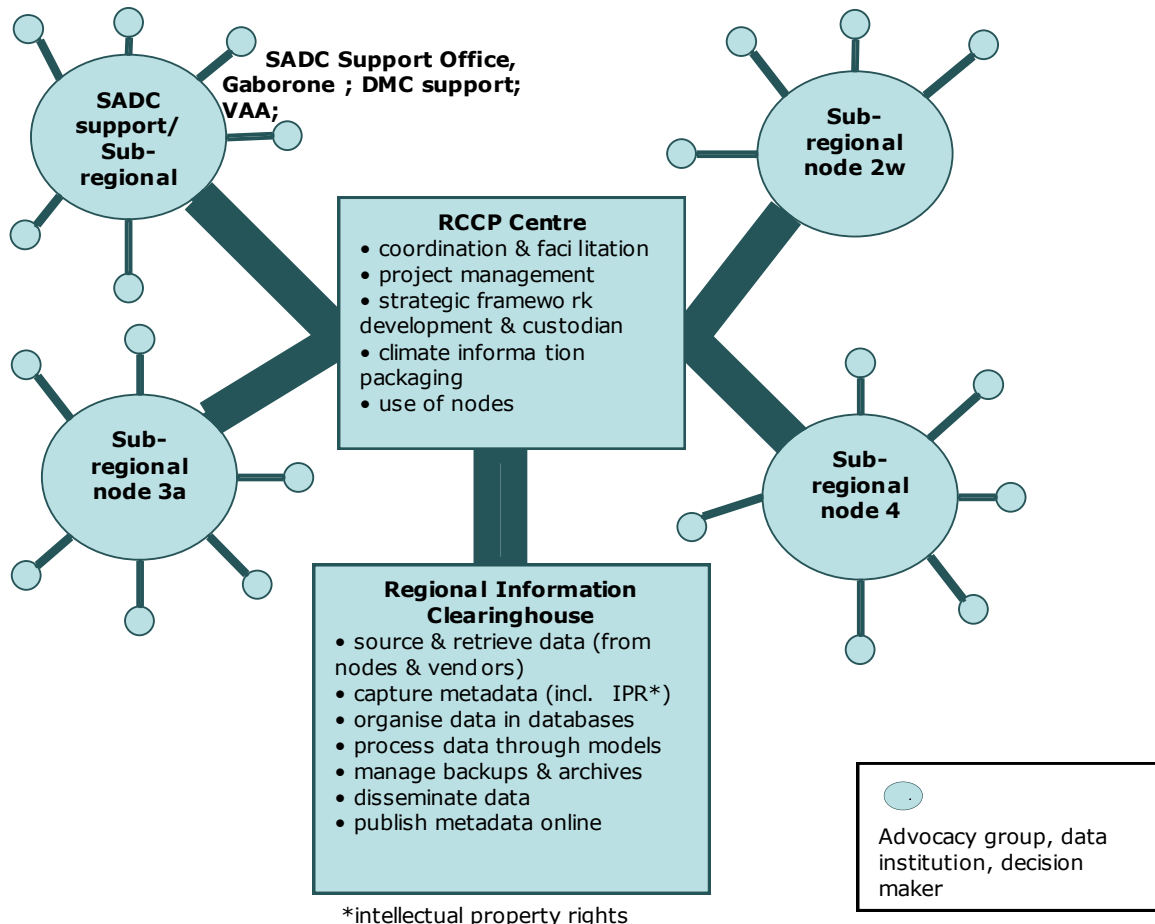 SADC Support Office,
Gaborone ; DMC support;
VAA;
SADC
support/
Sub-
regional
Sub-
regional
node 2w
RCCP Centre
• coordination & faci litation
• project management
• strategic framewo rk
development & custodian
• climate informa tion
packaging
• use of nodes
Sub-
regional
node 3a
Sub-
regional
node 4
Regional Information
Clearinghouse
• source & retrieve data (from
nodes & vendors)
• capture metadata (incl. IPR*)
• organise data in databases
• process data through models
• manage backups & archives
• disseminate data
• publish metadata online
Advocacy group, data
institution, decision
maker
*intellectual property rights